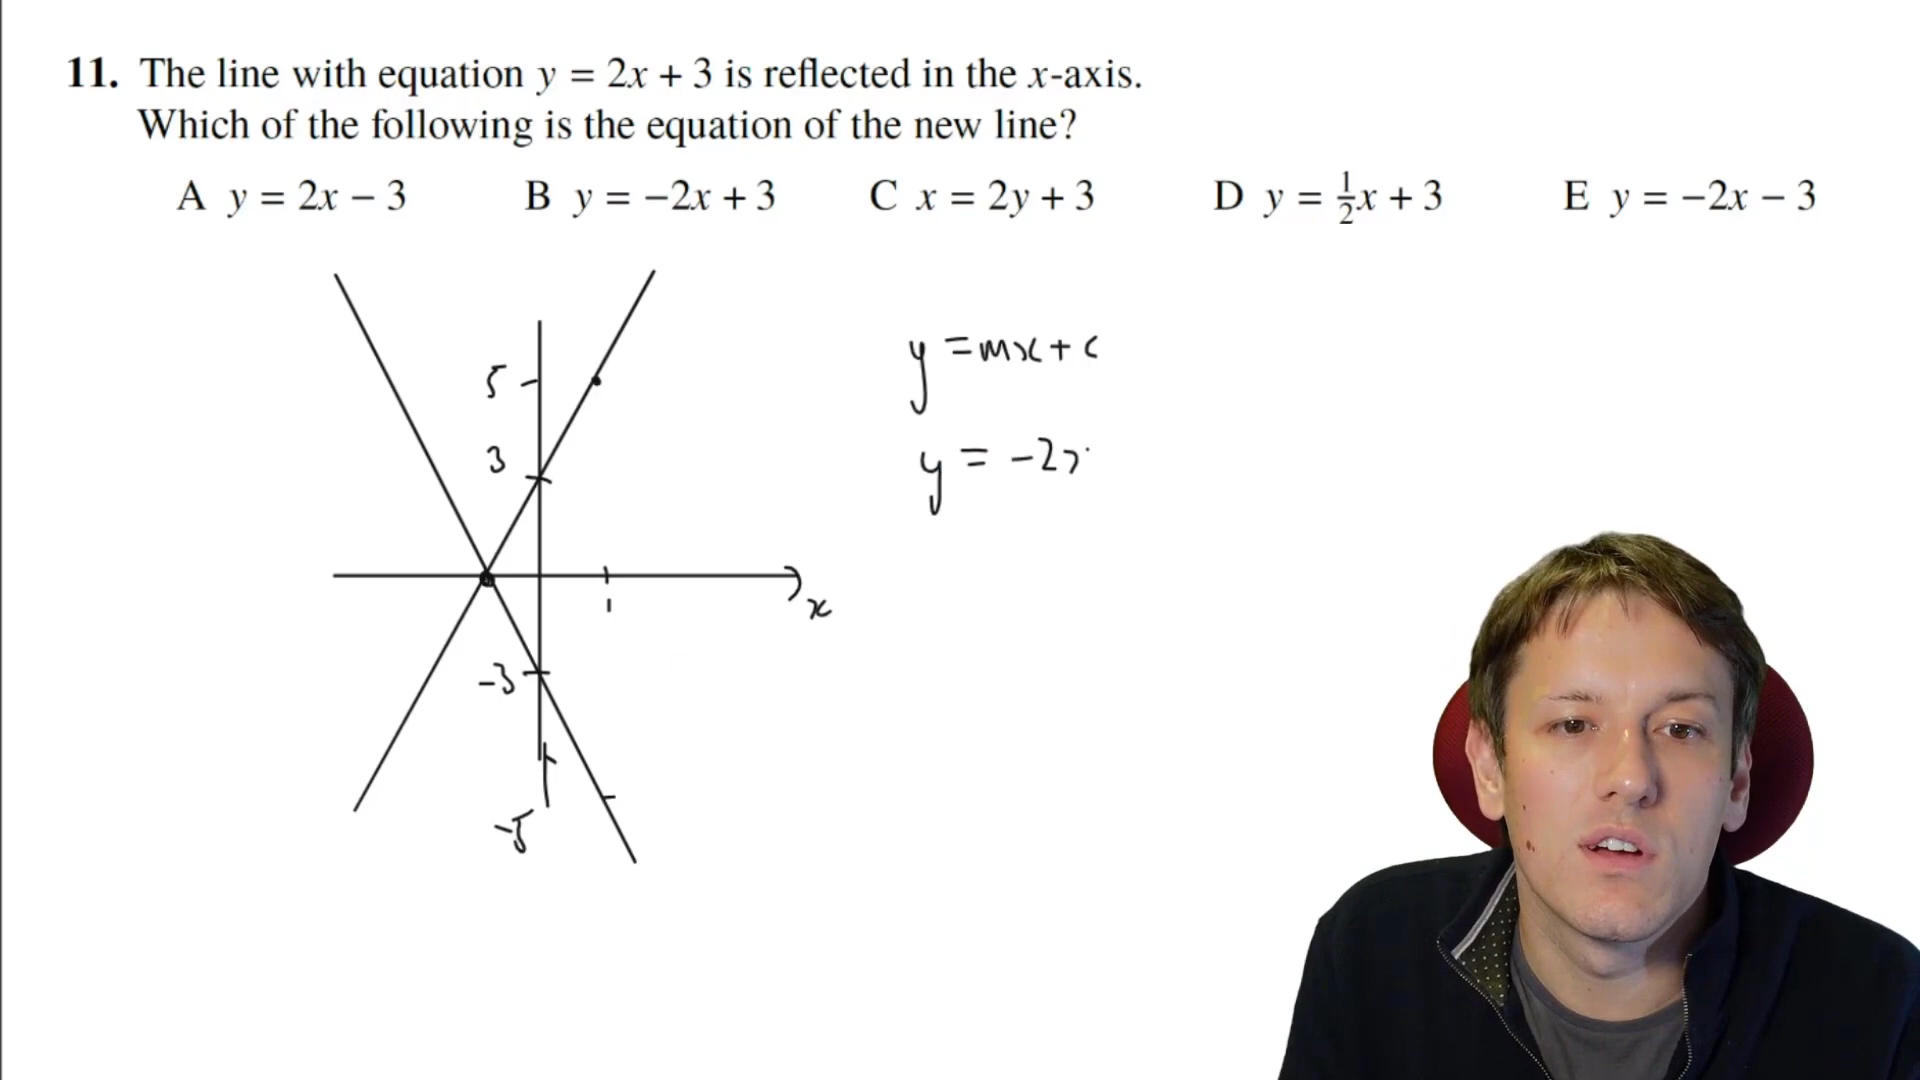 11. The line with equation y = 2x + 3 is reflected in the x-axis.
Which of the following is the equation of the new line?
A y = 2x − 3 B y = −2x + 3 C x = 2y + 3 D y = ½x + 3 E y = −2x − 3
y = mx + c
5
3
y = -2x
1
x
-3
-5